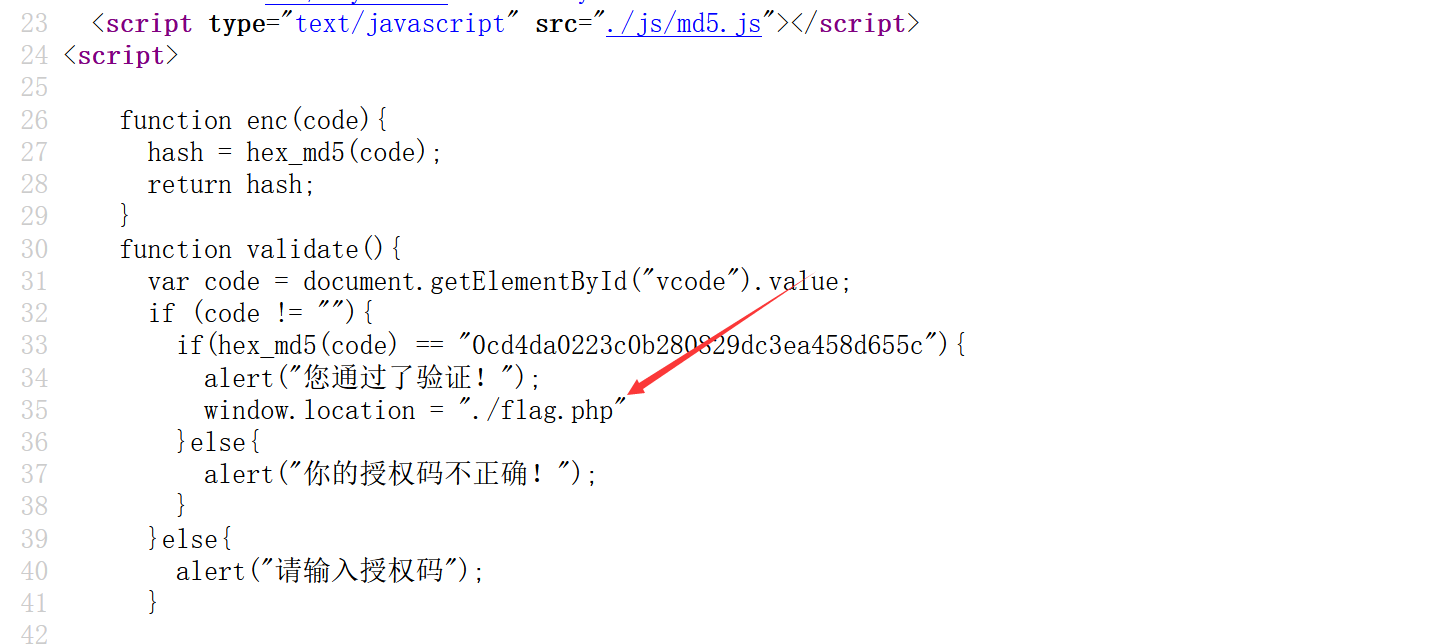 23 <script type="text/javascript" src="./js/md5.js"></script>
24 <script>
25
26 function enc(code){
27 hash = hex_md5(code);
28 return hash;
29 }
30 function validate(){
31 var code = document.getElementById("vcode").value;
32 if (code != ""){
33 if(hex_md5(code) == "0cd4da0223c0b280829dc3ea458d655c"){
34 alert("您通过了验证！");
35 window.location = "./flag.php"
36 }else{
37 alert("你的授权码不正确！");
38 }
39 }else{
40 alert("请输入授权码");
41 }
42